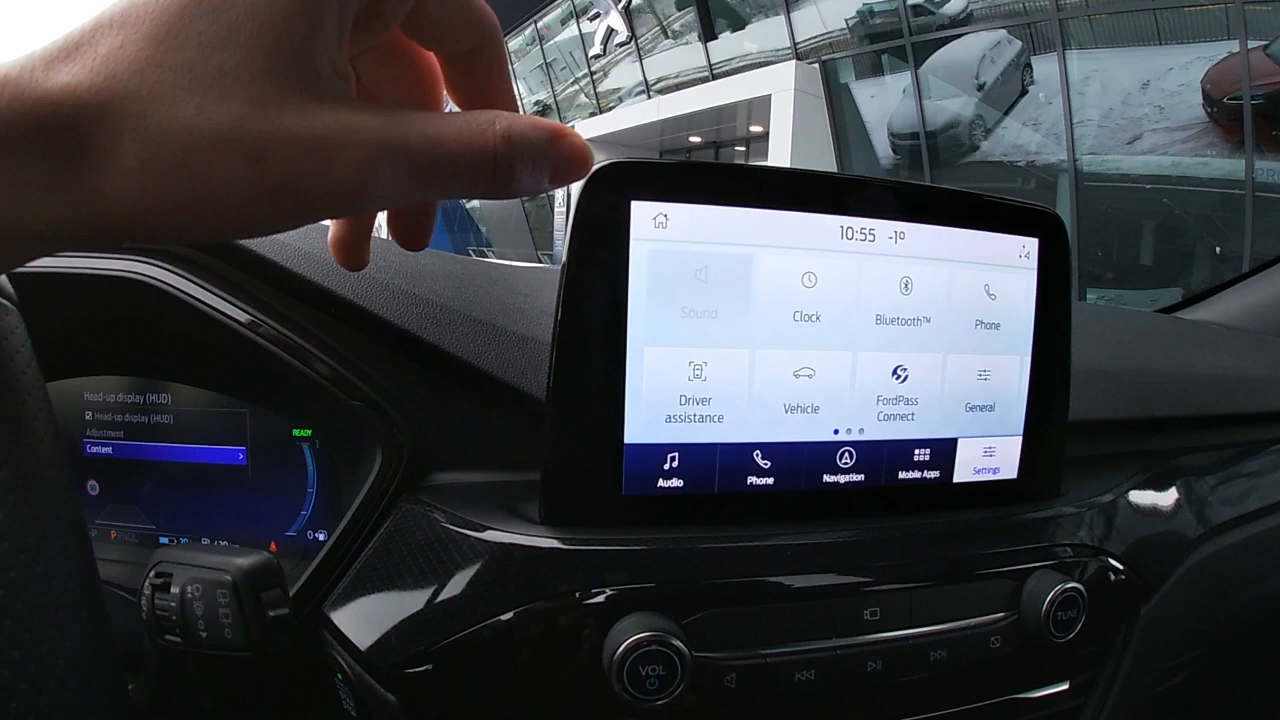 10:55 -1°
Sound
Clock
Bluetooth™
Phone
Driver
assistance
Vehicle
FordPass
Connect
General
Audio
Phone
Navigation
Mobile Apps
Settings
Head-up display (HUD)
Head-up display (HUD)
Adjustment
Content
READY
VOL
TUNE